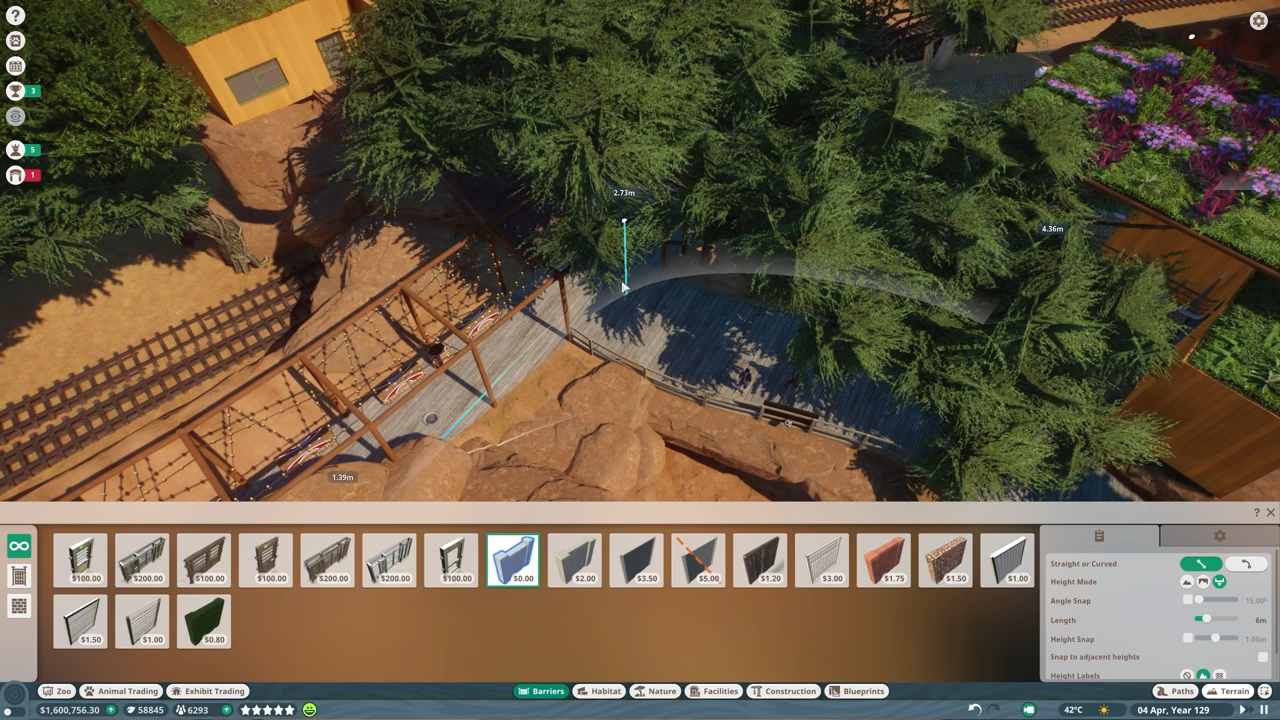 ?
3
5
1
2.73m
4.36m
1.39m
?
$100.00 $200.00 $100.00 $100.00 $200.00 $200.00 $100.00 $0.00 $2.00 $3.50 $5.00 $1.20 $3.00 $1.75 $1.50 $1.00
$1.50 $1.00 $0.80
Straight or Curved
Height Mode
Angle Snap 15.00°
Length 6m
Height Snap 1.00m
Snap to adjacent heights
Height Labels
Zoo Animal Trading Exhibit Trading Barriers Habitat Nature Facilities Construction Blueprints Paths Terrain
$1,600,756.30 58845 6293 42°C 04 Apr, Year 129